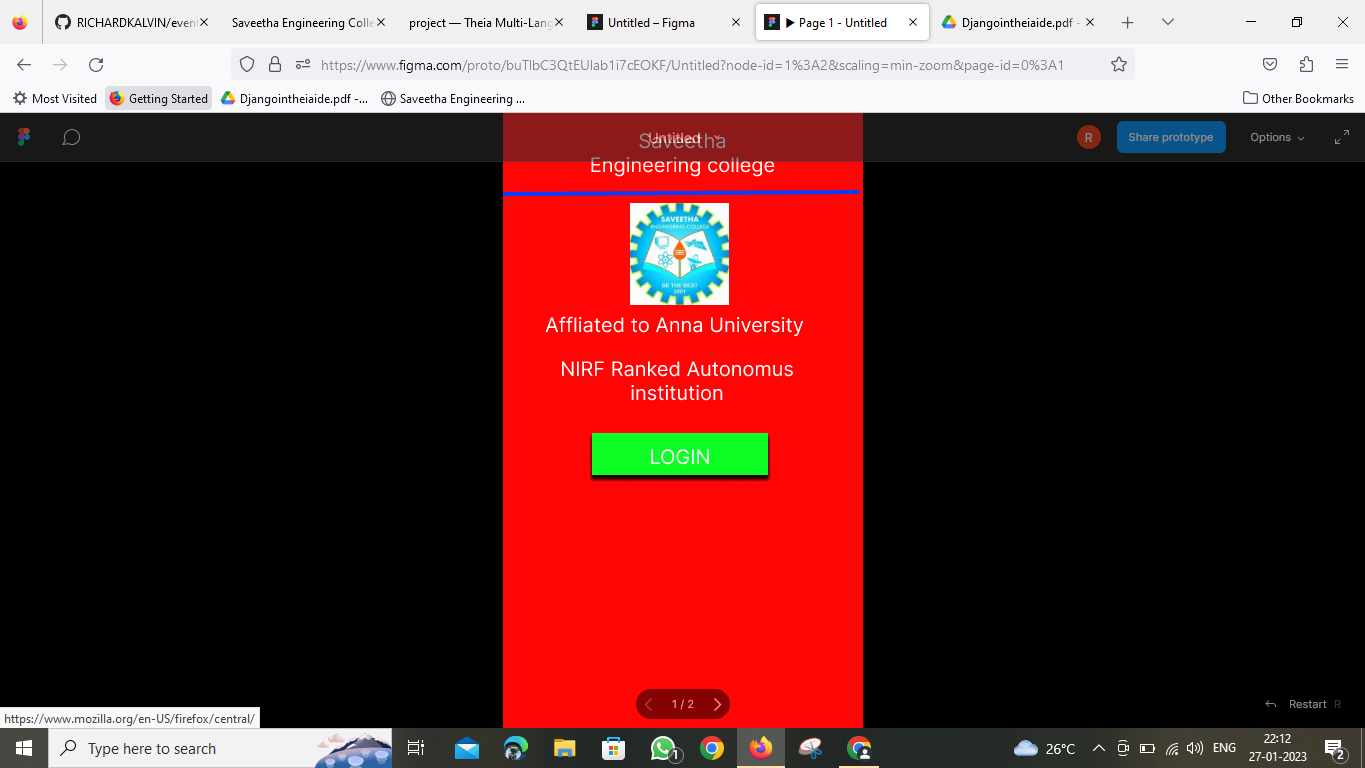 RICHARDKALVIN/event
Saveetha Engineering Colle
project — Theia Multi-Lang
Untitled – Figma
▶ Page 1 - Untitled
Djangointheiaide.pdf -
https://www.figma.com/proto/buTlbC3QtEUlab1i7cEOKF/Untitled?node-id=1%3A2&scaling=min-zoom&page-id=0%3A1
Most Visited
Getting Started
Djangointheiaide.pdf -...
Saveetha Engineering ...
Other Bookmarks
Untitled
R
Share prototype
Options
Saveetha
Engineering college
SAVEETHA
ENGINEERING COLLEGE
BE THE BEST
2001
Affliated to Anna University
NIRF Ranked Autonomus
institution
LOGIN
1 / 2
Restart R
https://www.mozilla.org/en-US/firefox/central/
Type here to search
1
26°C
ENG
22:12
27-01-2023
2